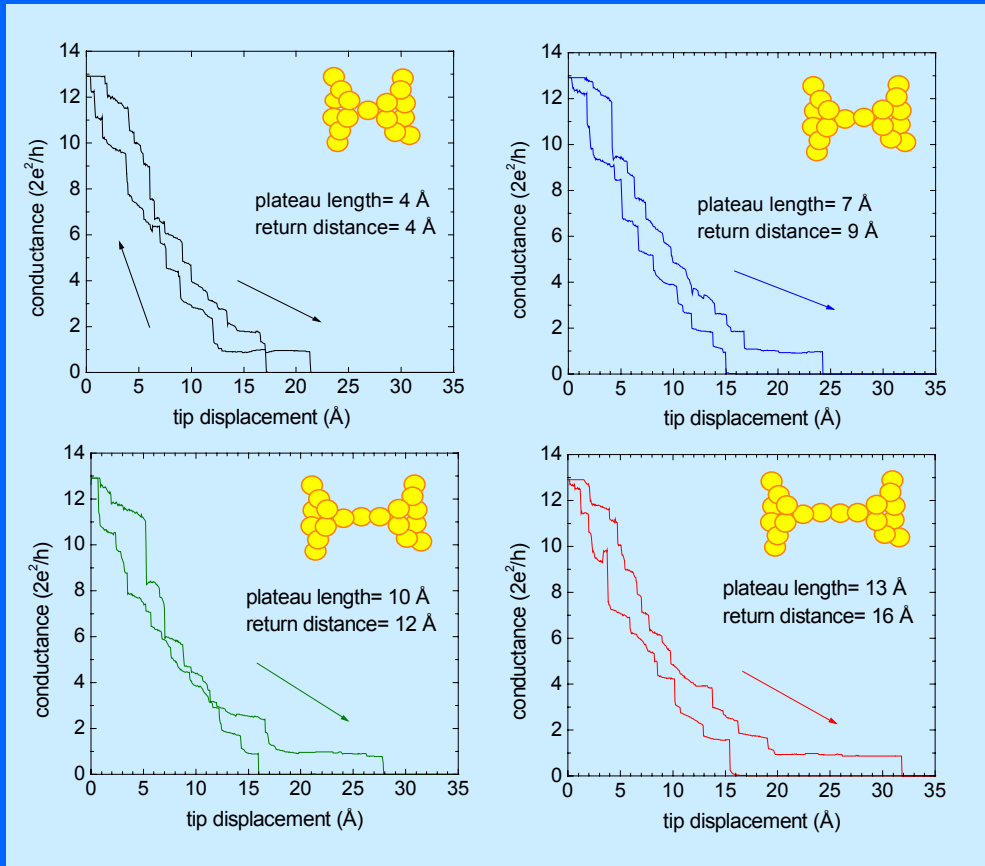 14
12
10
8
6
4
2
0
conductance (2e²/h)
plateau length= 4 Å
return distance= 4 Å
0 5 10 15 20 25 30 35
tip displacement (Å)
14
12
10
8
6
4
2
0
conductance (2e²/h)
plateau length= 7 Å
return distance= 9 Å
0 5 10 15 20 25 30 35
tip displacement (Å)
14
12
10
8
6
4
2
0
conductance (2e²/h)
plateau length= 10 Å
return distance= 12 Å
0 5 10 15 20 25 30 35
tip displacement (Å)
14
12
10
8
6
4
2
0
conductance (2e²/h)
plateau length= 13 Å
return distance= 16 Å
0 5 10 15 20 25 30 35
tip displacement (Å)